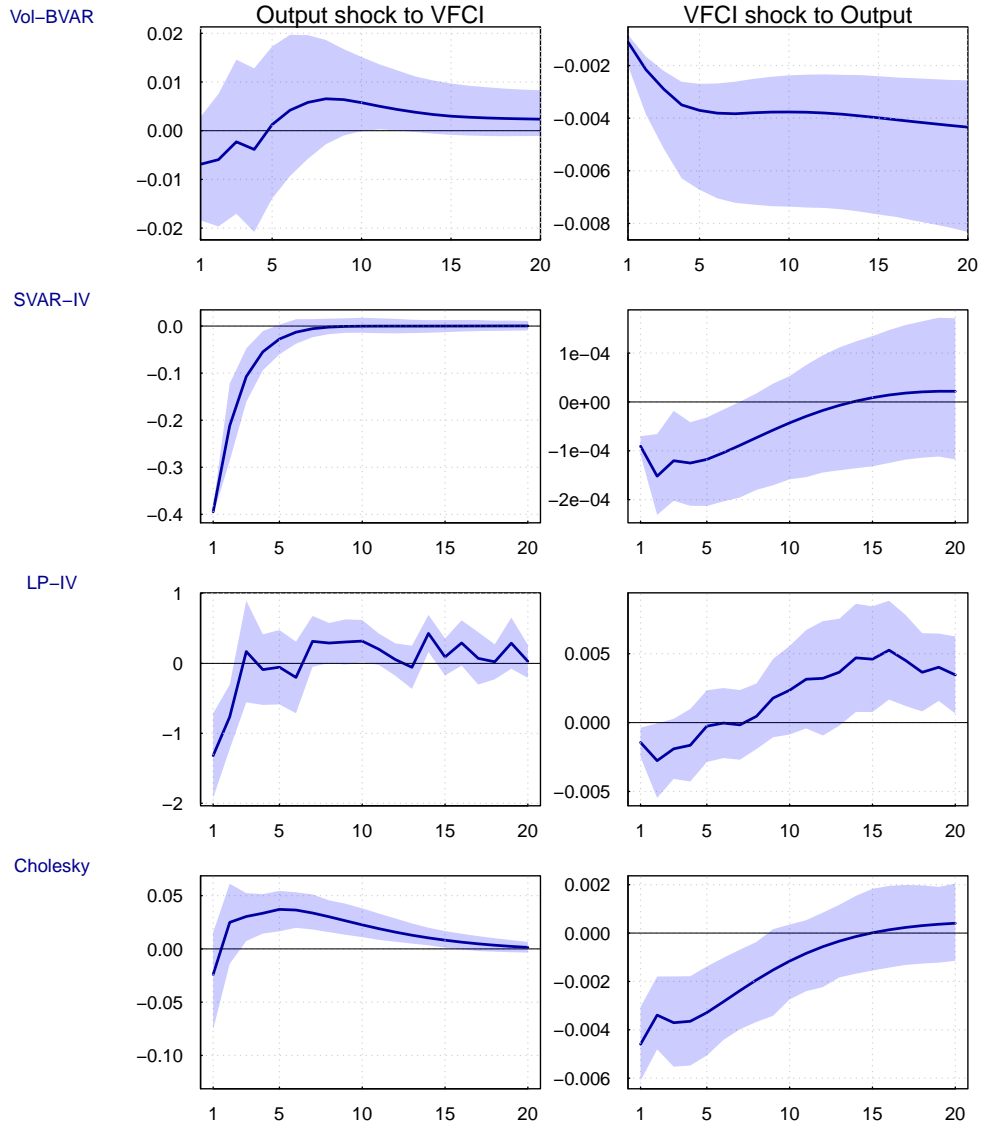 Vol−BVAR
Output shock to VFCI
VFCI shock to Output
0.02
0.01
0.00
−0.01
−0.02
1 5 10 15 20
−0.002
−0.004
−0.006
−0.008
1 5 10 15 20
SVAR−IV
0.0
−0.1
−0.2
−0.3
−0.4
1 5 10 15 20
1e−04
0e+00
−1e−04
−2e−04
1 5 10 15 20
LP−IV
1
0
−1
−2
1 5 10 15 20
0.005
0.000
−0.005
1 5 10 15 20
Cholesky
0.05
0.00
−0.05
−0.10
1 5 10 15 20
0.002
0.000
−0.002
−0.004
−0.006
1 5 10 15 20